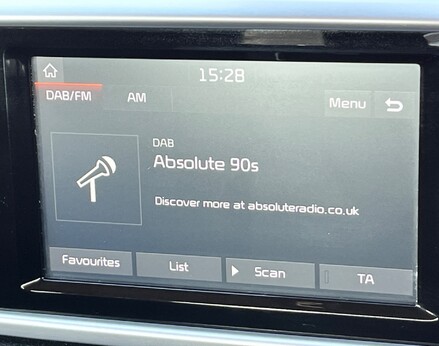 15:28
DAB/FM
AM
Menu
DAB
Absolute 90s
Discover more at absoluteradio.co.uk
Favourites
List
Scan
TA